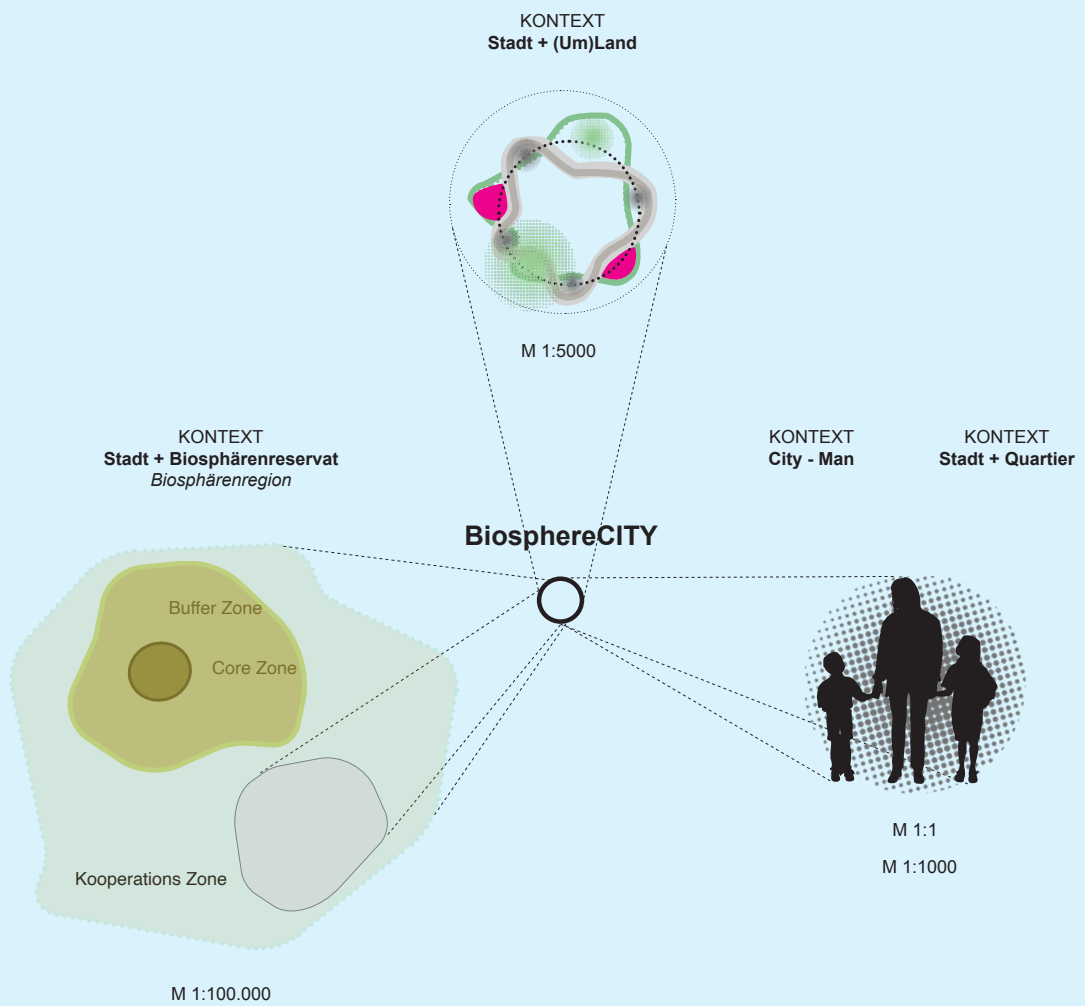 KONTEXT
Stadt + (Um)Land
M 1:5000
KONTEXT
Stadt + Biosphärenreservat
Biosphärenregion
KONTEXT
City - Man
KONTEXT
Stadt + Quartier
BiosphereCITY
Buffer Zone
Core Zone
Kooperations Zone
M 1:1
M 1:1000
M 1:100.000